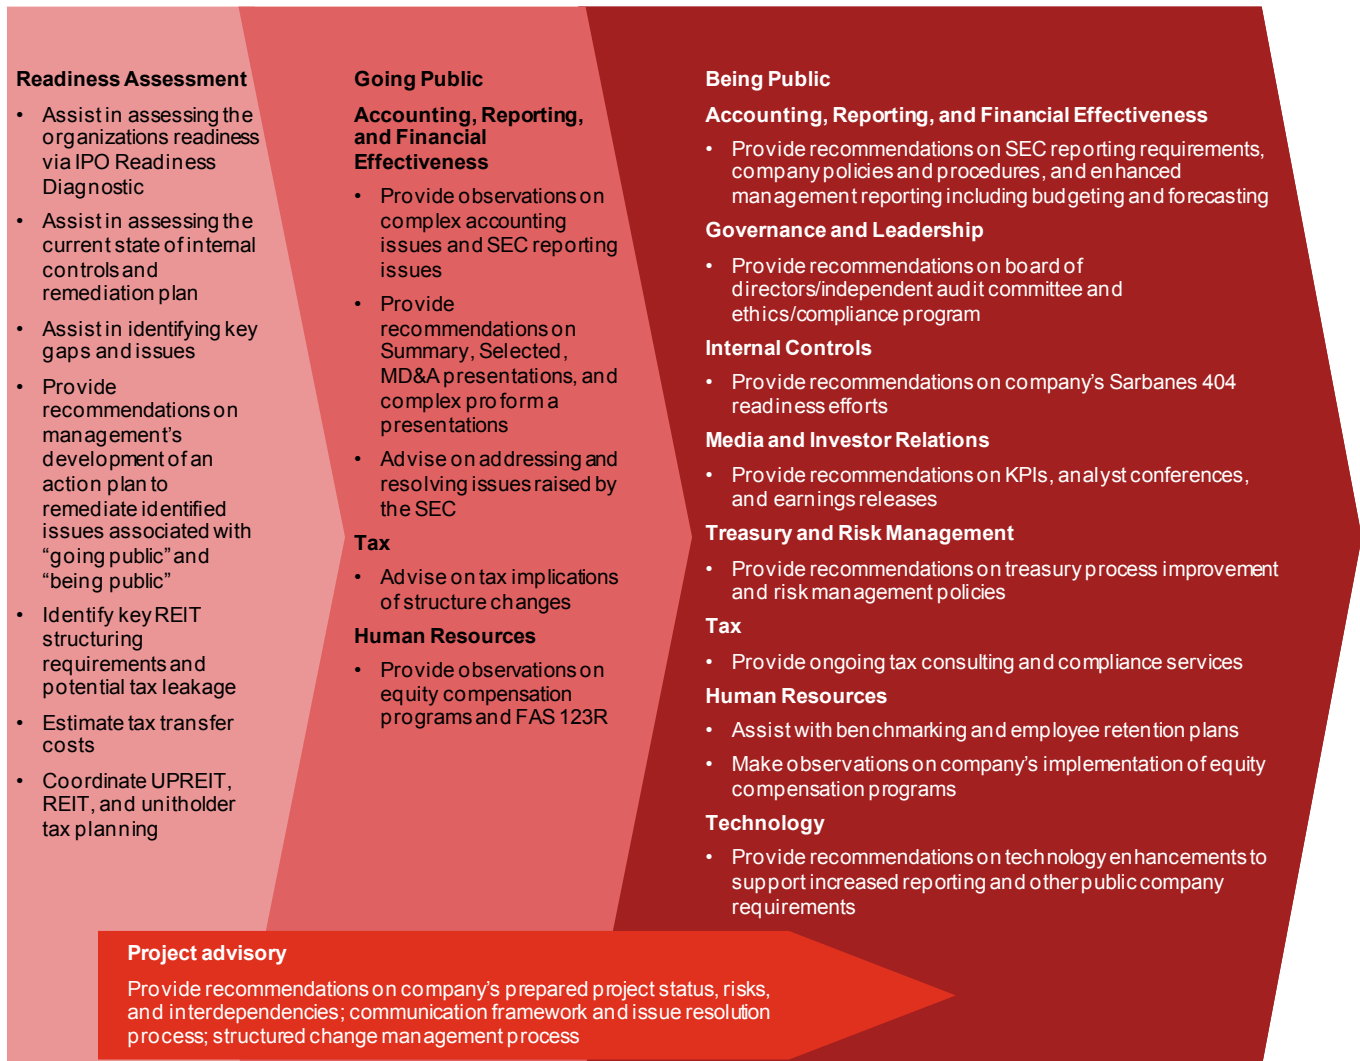 Readiness Assessment
• Assist in assessing the
organizations readiness
via IPO Readiness
Diagnostic
• Assist in assessing the
current state of internal
controls and
remediation plan
• Assist in identifying key
gaps and issues
• Provide
recommendations on
management's
development of an
action plan to
remediate identified
issues associated with
“going public” and
“being public”
• Identify key REIT
structuring
requirements and
potential tax leakage
• Estimate tax transfer
costs
• Coordinate UPREIT,
REIT, and unitholder
tax planning
Going Public
Accounting, Reporting,
and Financial
Effectiveness
• Provide observations on
complex accounting
issues and SEC reporting
issues
• Provide
recommendations on
Summary, Selected,
MD&A presentations, and
complex pro forma
presentations
• Advise on addressing and
resolving issues raised by
the SEC
Tax
• Advise on tax implications
of structure changes
Human Resources
• Provide observations on
equity compensation
programs and FAS 123R
Being Public
Accounting, Reporting, and Financial Effectiveness
• Provide recommendations on SEC reporting requirements,
company policies and procedures, and enhanced
management reporting including budgeting and forecasting
Governance and Leadership
• Provide recommendations on board of
directors/independent audit committee and
ethics/compliance program
Internal Controls
• Provide recommendations on company's Sarbanes 404
readiness efforts
Media and Investor Relations
• Provide recommendations on KPIs, analyst conferences,
and earnings releases
Treasury and Risk Management
• Provide recommendations on treasury process improvement
and risk management policies
Tax
• Provide ongoing tax consulting and compliance services
Human Resources
• Assist with benchmarking and employee retention plans
• Make observations on company's implementation of equity
compensation programs
Technology
• Provide recommendations on technology enhancements to
support increased reporting and other public company
requirements
Project advisory
Provide recommendations on company's prepared project status, risks,
and interdependencies; communication framework and issue resolution
process; structured change management process